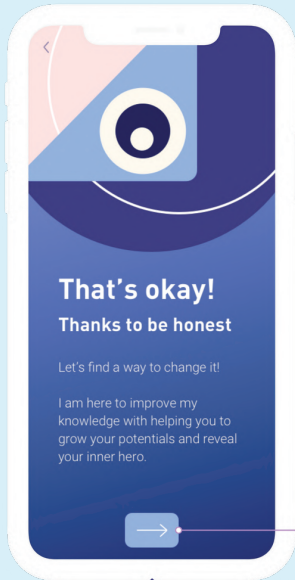 That's okay!
Thanks to be honest
Let's find a way to change it!
I am here to improve my
knowledge with helping you to
grow your potentials and reveal
your inner hero.